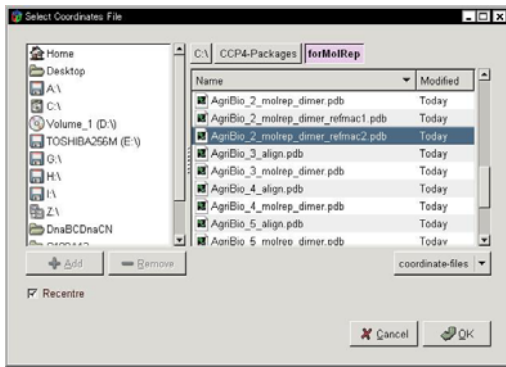 Select Coordinates File
Home
Desktop
A:\
C:\
Volume_1 (D:\)
TOSHIBA256M (E:\)
G:\
H:\
I:\
Z:\
DnaBCDnaCN
Add
Remove
C:\ CCP4-Packages forMolRep
Name Modified
AgriBio_2_molrep_dimer.pdb Today
AgriBio_2_molrep_dimer_refmac1.pdb Today
AgriBio_2_molrep_dimer_refmac2.pdb Today
AgriBio_3_align.pdb Today
AgriBio_3_molrep_dimer.pdb Today
AgriBio_4_align.pdb Today
AgriBio_4_molrep_dimer.pdb Today
AgriBio_5_align.pdb Today
AgriBio_5_molrep_dimer.pdb Today
coordinate-files
Recentre
Cancel
OK